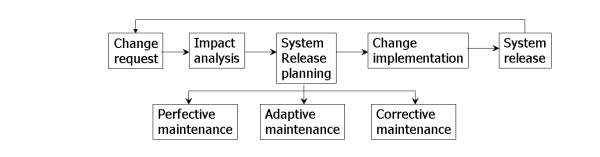 Change
request
Impact
analysis
System
Release
planning
Change
implementation
System
release
Perfective
maintenance
Adaptive
maintenance
Corrective
maintenance